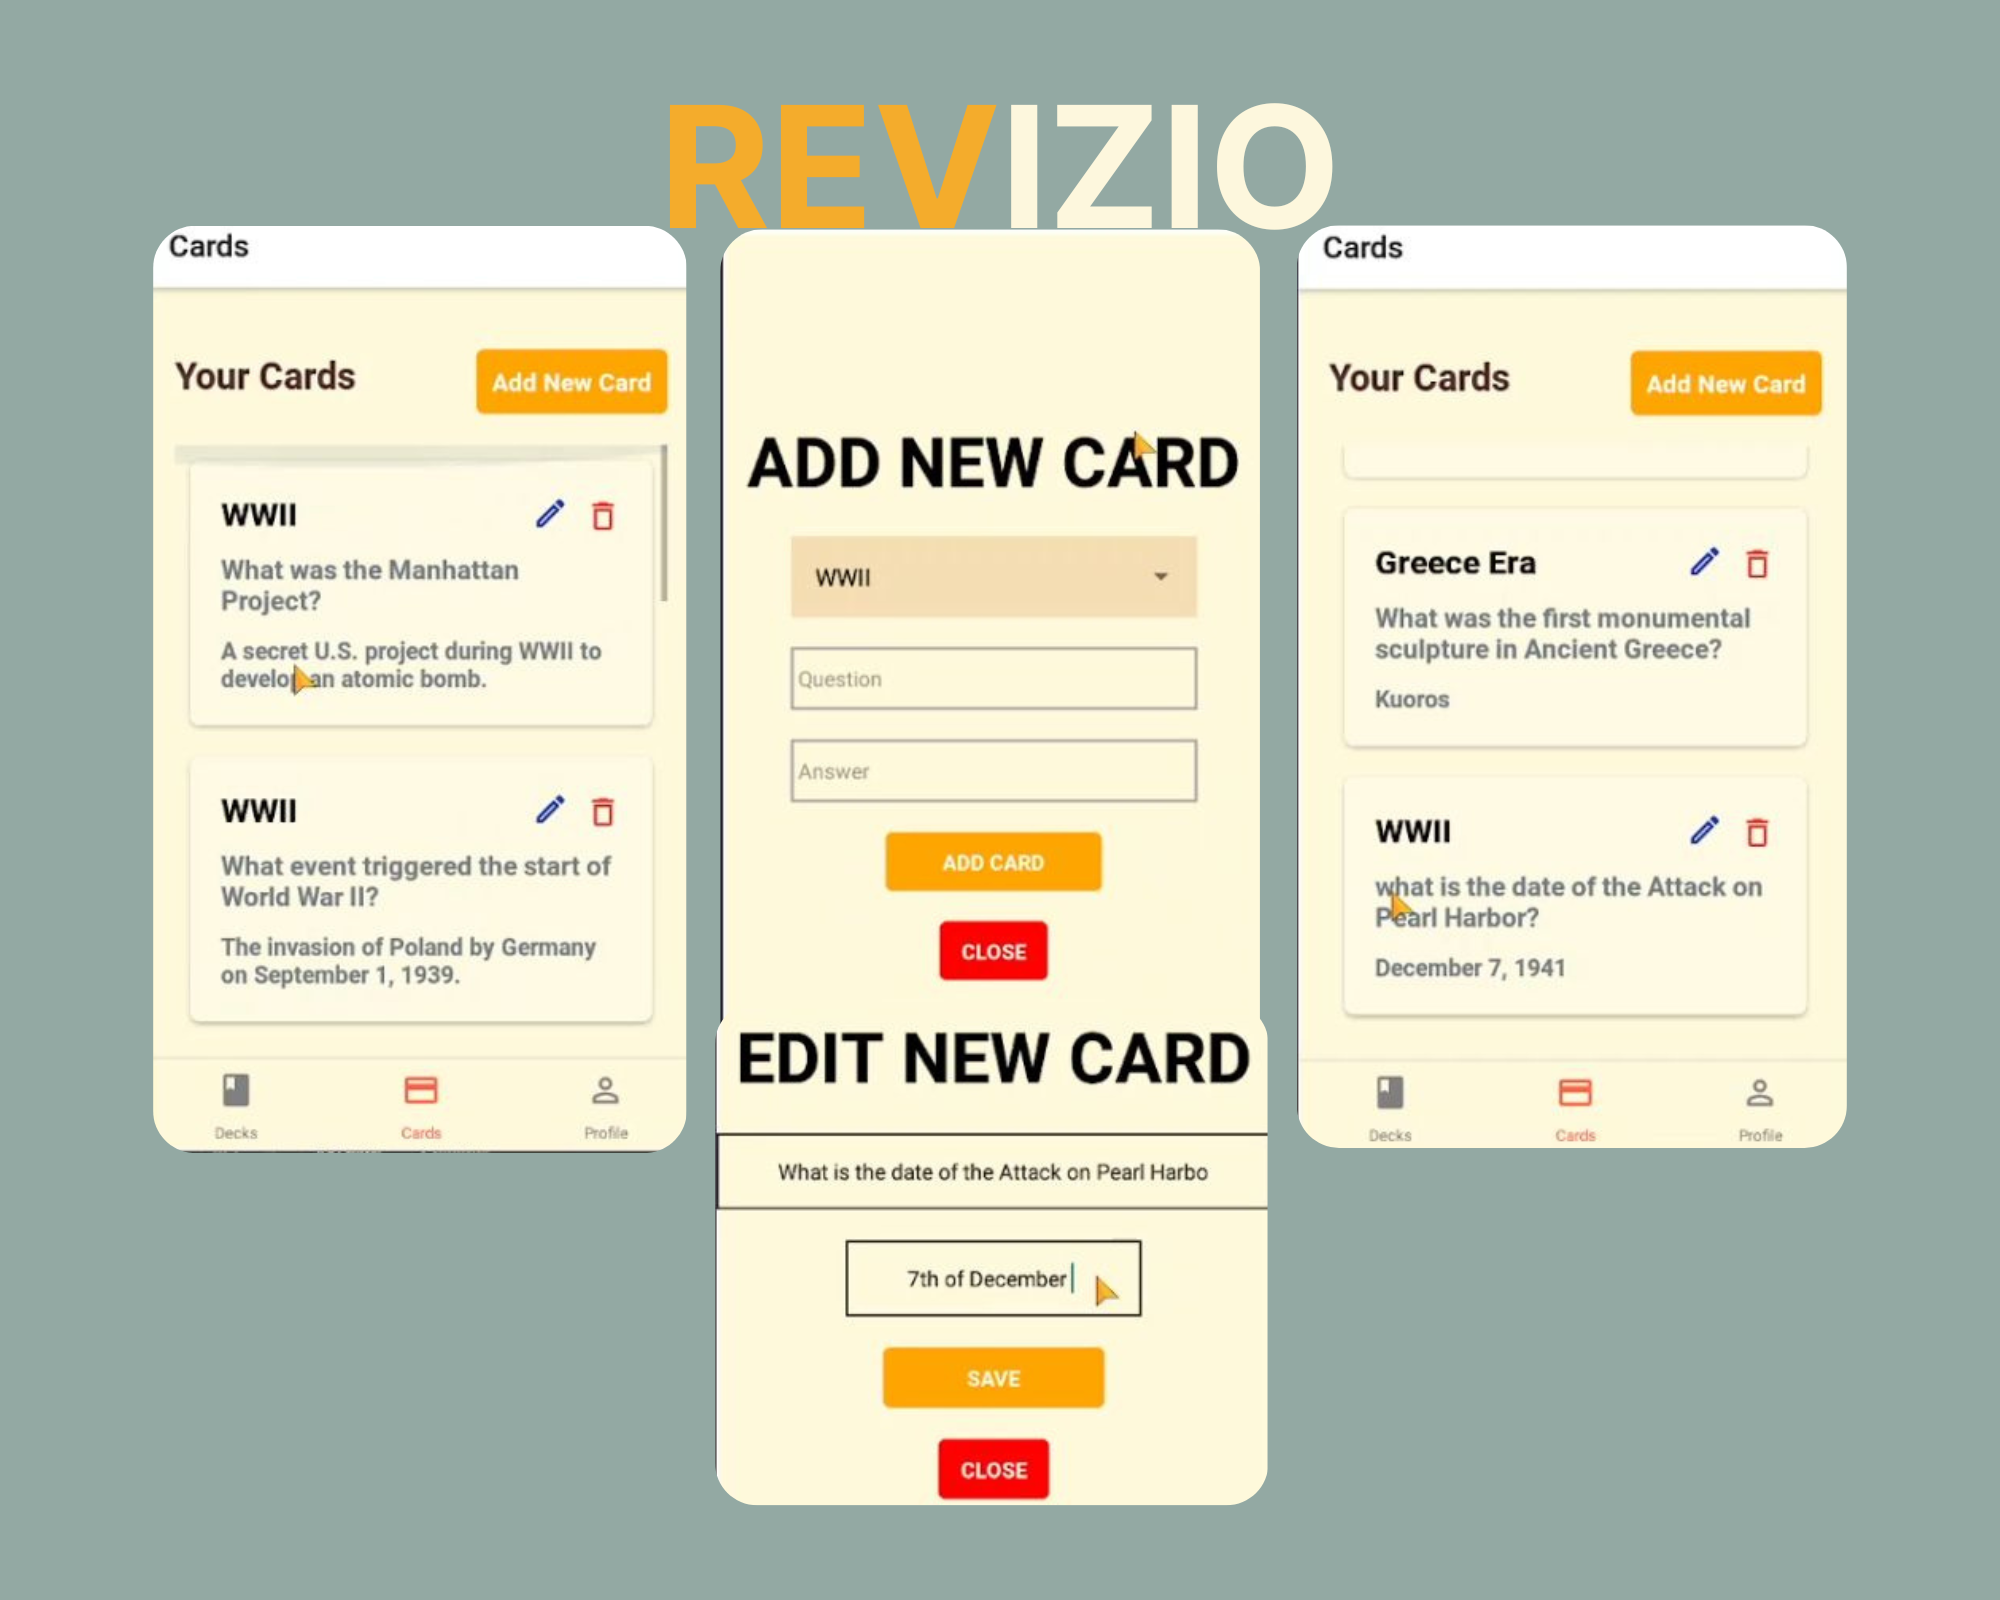 REVIZIO
Cards
Your Cards
Add New Card
WWII
What was the Manhattan
Project?
A secret U.S. project during WWII to
develop an atomic bomb.
WWII
What event triggered the start of
World War II?
The invasion of Poland by Germany
on September 1, 1939.
Decks
Cards
Profile
ADD NEW CARD
WWII
Question
Answer
ADD CARD
CLOSE
EDIT NEW CARD
What is the date of the Attack on Pearl Harbo
7th of December
SAVE
CLOSE
Cards
Your Cards
Add New Card
Greece Era
What was the first monumental
sculpture in Ancient Greece?
Kuoros
WWII
what is the date of the Attack on
Pearl Harbor?
December 7, 1941
Decks
Cards
Profile